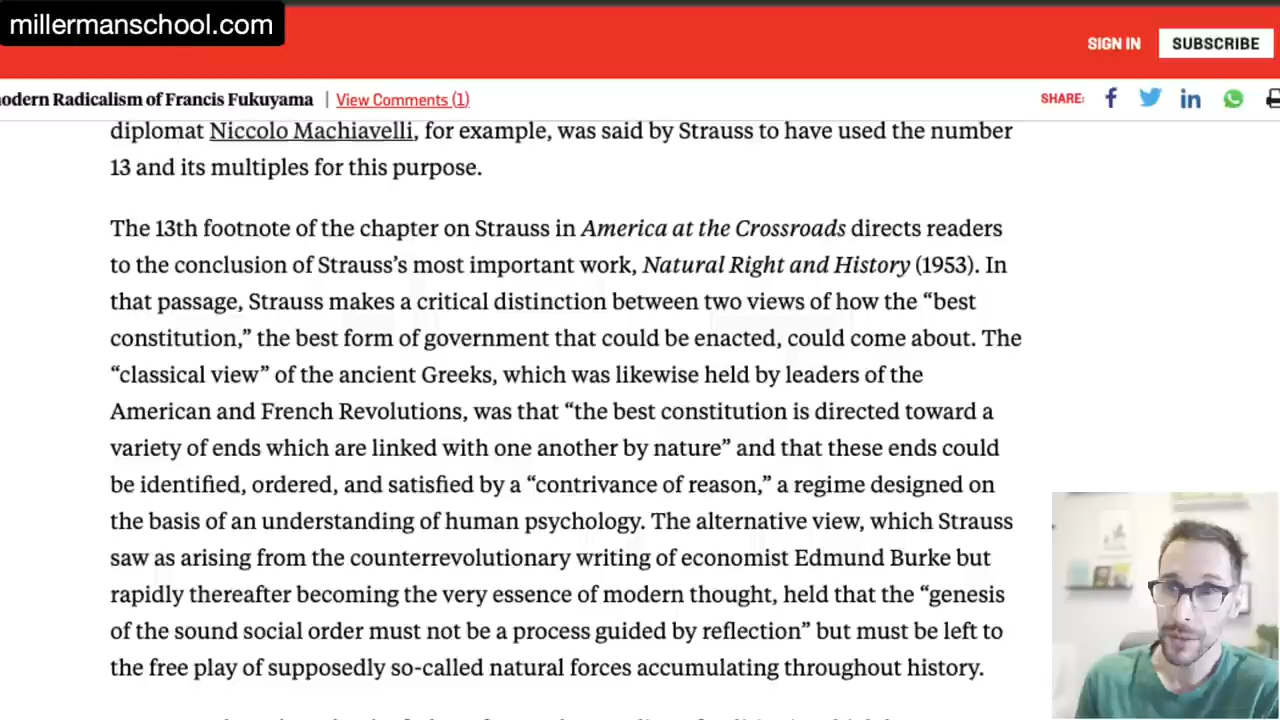 millermanschool.com
SIGN IN
SUBSCRIBE
odern Radicalism of Francis Fukuyama | View Comments (1)
SHARE:
diplomat Niccolo Machiavelli, for example, was said by Strauss to have used the number
13 and its multiples for this purpose.
The 13th footnote of the chapter on Strauss in America at the Crossroads directs readers
to the conclusion of Strauss’s most important work, Natural Right and History (1953). In
that passage, Strauss makes a critical distinction between two views of how the “best
constitution,” the best form of government that could be enacted, could come about. The
“classical view” of the ancient Greeks, which was likewise held by leaders of the
American and French Revolutions, was that “the best constitution is directed toward a
variety of ends which are linked with one another by nature” and that these ends could
be identified, ordered, and satisfied by a “contrivance of reason,” a regime designed on
the basis of an understanding of human psychology. The alternative view, which Strauss
saw as arising from the counterrevolutionary writing of economist Edmund Burke but
rapidly thereafter becoming the very essence of modern thought, held that the “genesis
of the sound social order must not be a process guided by reflection” but must be left to
the free play of supposedly so-called natural forces accumulating throughout history.